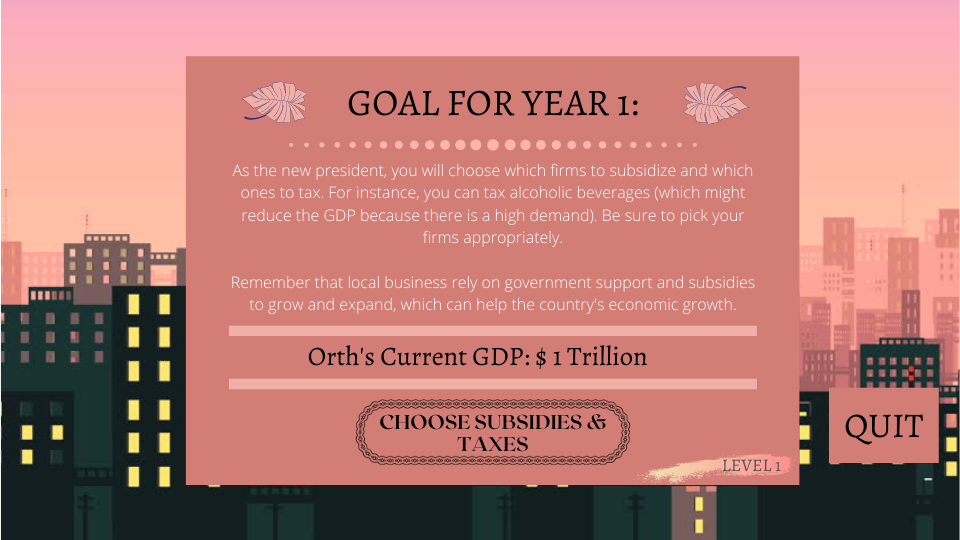 GOAL FOR YEAR 1:
As the new president, you will choose which firms to subsidize and which
ones to tax. For instance, you can tax alcoholic beverages (which might
reduce the GDP because there is a high demand). Be sure to pick your
firms appropriately.
Remember that local business rely on government support and subsidies
to grow and expand, which can help the country's economic growth.
Orth's Current GDP: $ 1 Trillion
CHOOSE SUBSIDIES &
TAXES
QUIT
LEVEL 1